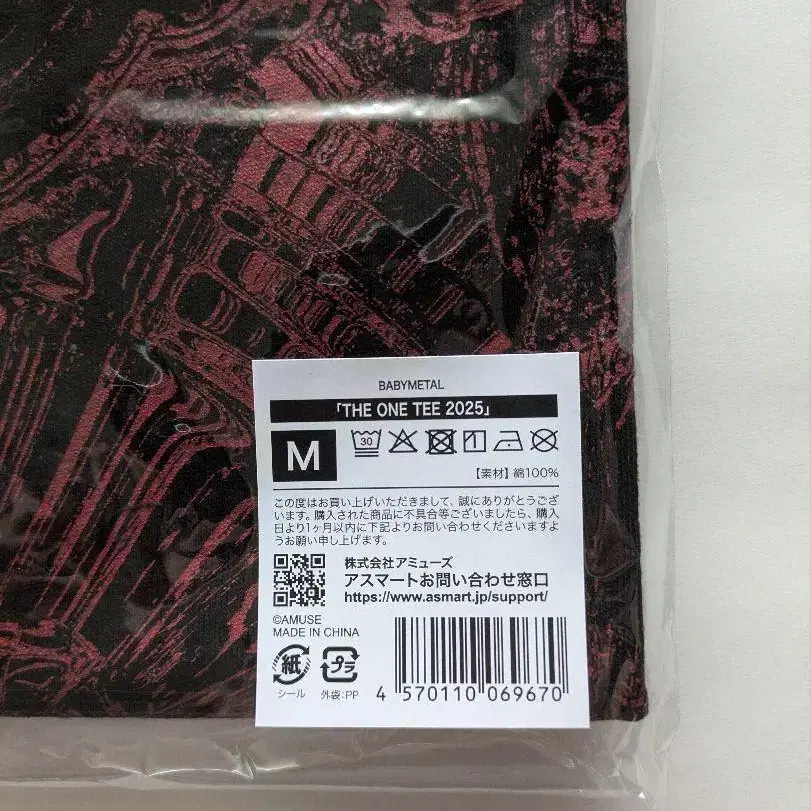 BABYMETAL
「THE ONE TEE 2025」
M
30
【素材】綿100%
この度はお買い上げいただきまして、誠にありがとうござ
います。購入された商品に不具合等ございましたら、購入
日より1ヶ月以内に下記よりお問い合わせくださいますよ
うお願い申し上げます。
株式会社アミューズ
アスマートお問い合わせ窓口
https://www.asmart.jp/support/
©AMUSE
MADE IN CHINA
紙 プラ
シール 外袋:PP
4 570110 069670